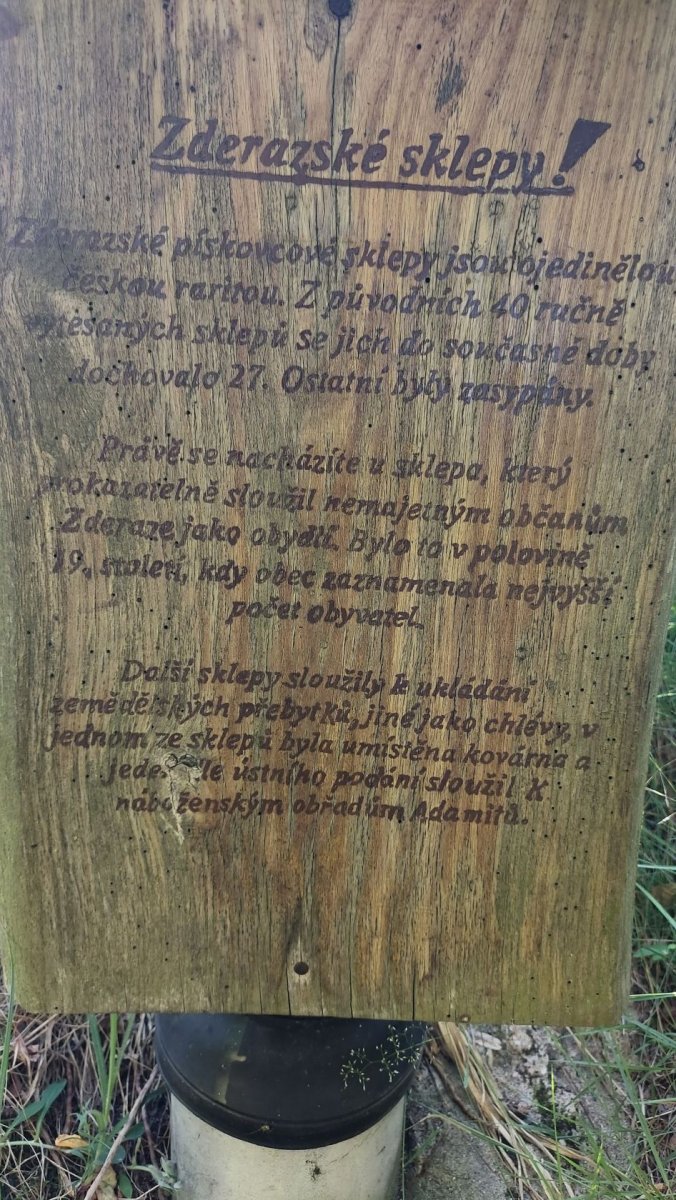 Zderazské sklepy!
Zderazské pískovcové sklepy jsou ojedinělou
českou raritou. Z původních 40 ručně
vytesaných sklepů se jich do současné doby
dochovalo 27. Ostatní byly zasypány.
Právě se nacházíte u sklepa, který
prokazatelně sloužil nemajetným občanům
Zderaze jako obydlí. Bylo to v polovině
19. století, kdy obec zaznamenala nejvyšší
počet obyvatel.
Další sklepy sloužily k ukládání
zemědělských přebytků, jiné jako chlévy, v
jednom ze sklepů byla umístěna kovárna a
jeden dle ústního podání sloužil K
náboženským obřadům Adamitů.